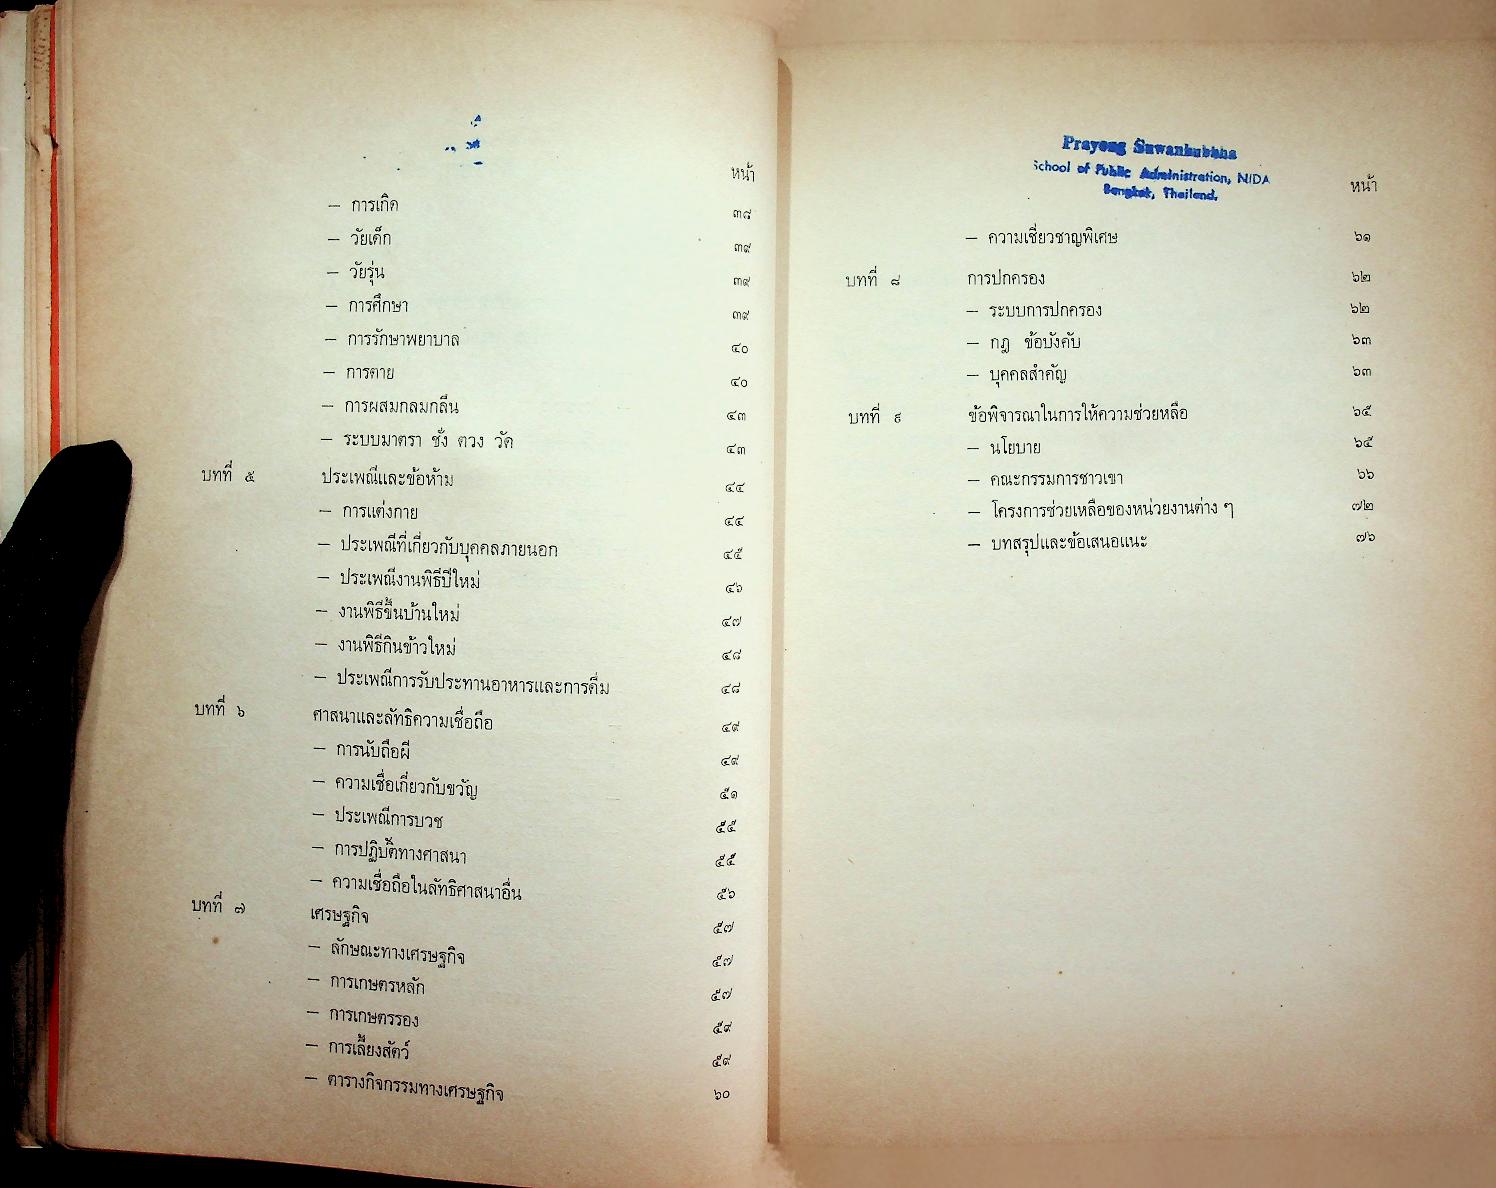 หน้า
— การเกิด ๓๘
— วัยเด็ก ๓๙
— วัยรุ่น ๓๙
— การศึกษา ๓๙
— การรักษาพยาบาล ๔๐
— การตาย ๔๐
— การผสมกลมกลืน ๔๓
— ระบบมาตรา ชั่ง ตวง วัด ๔๓
บทที่ ๕ ประเพณีและข้อห้าม ๔๔
— การแต่งกาย ๔๔
— ประเพณีที่เกี่ยวกับบุคคลภายนอก ๔๕
— ประเพณีงานพิธีปีใหม่ ๔๖
— งานพิธีขึ้นบ้านใหม่ ๔๗
— งานพิธีกินข้าวใหม่ ๔๘
— ประเพณีการรับประทานอาหารและการดื่ม ๔๘
บทที่ ๖ ศาสนาและลัทธิความเชื่อถือ ๔๙
— การนับถือผี ๔๙
— ความเชื่อเกี่ยวกับขวัญ ๕๑
— ประเพณีการบวช ๕๕
— การปฏิบัติทางศาสนา ๕๕
— ความเชื่อถือในลัทธิศาสนาอื่น ๕๖
บทที่ ๗ เศรษฐกิจ ๕๗
— ลักษณะทางเศรษฐกิจ ๕๗
— การเกษตรหลัก ๕๗
— การเกษตรรอง ๕๙
— การเลี้ยงสัตว์ ๕๙
— ตารางกิจกรรมทางเศรษฐกิจ ๖๐
Prayong Suwanbubbha
School of Public Administration, NIDA
Bangkok, Thailand.
หน้า
— ความเชี่ยวชาญพิเศษ ๖๑
บทที่ ๘ การปกครอง ๖๒
— ระบบการปกครอง ๖๒
— กฎ ข้อบังคับ ๖๓
— บุคคลสำคัญ ๖๓
บทที่ ๙ ข้อพิจารณาในการให้ความช่วยเหลือ ๖๕
— นโยบาย ๖๕
— คณะกรรมการชาวเขา ๖๖
— โครงการช่วยเหลือของหน่วยงานต่าง ๆ ๗๒
— บทสรุปและข้อเสนอแนะ ๗๖